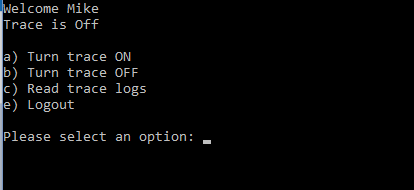 Welcome Mike
Trace is Off
a) Turn trace ON
b) Turn trace OFF
c) Read trace logs
e) Logout
Please select an option: